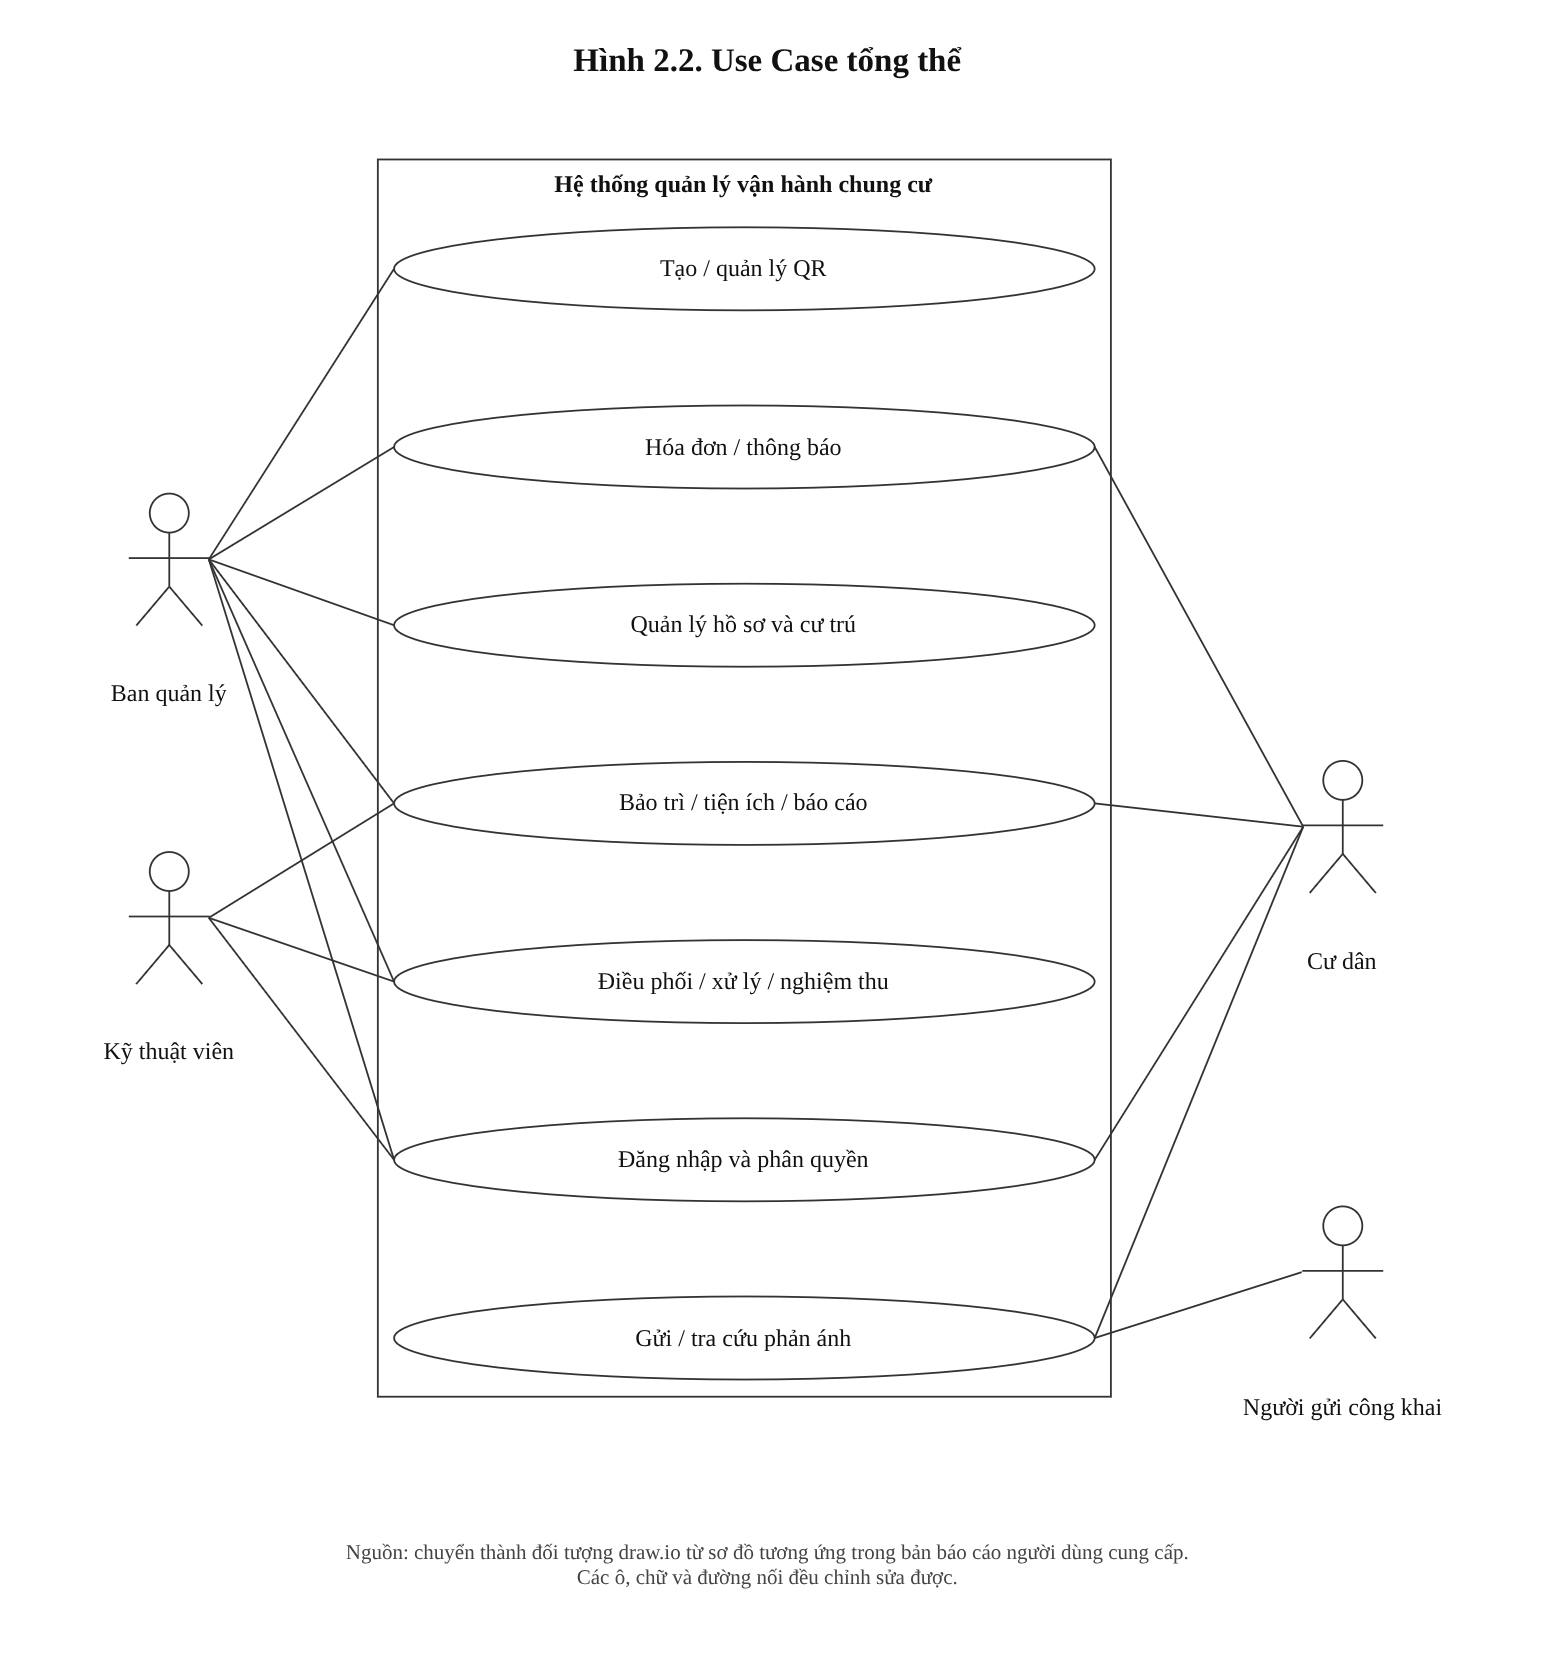 Hình 2.2. Use Case tổng thể
Hệ thống quản lý vận hành chung cư
Tạo / quản lý QR
Hóa đơn / thông báo
Quản lý hồ sơ và cư trú
Ban quản lý
Bảo trì / tiện ích / báo cáo
Cư dân
Điều phối / xử lý / nghiệm thu
Kỹ thuật viên
Đăng nhập và phân quyền
Gửi / tra cứu phản ánh
Người gửi công khai
Nguồn: chuyển thành đối tượng draw.io từ sơ đồ tương ứng trong bản báo cáo người dùng cung cấp.
Các ô, chữ và đường nối đều chỉnh sửa được.